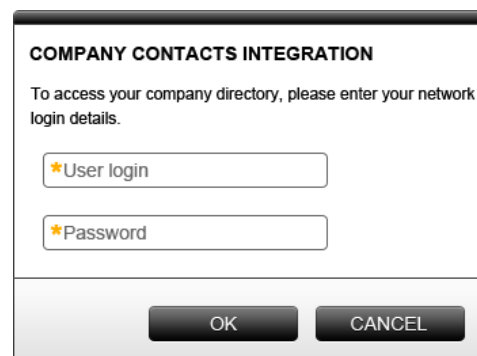 COMPANY CONTACTS INTEGRATION
To access your company directory, please enter your network
login details.
*User login
*Password
OK CANCEL